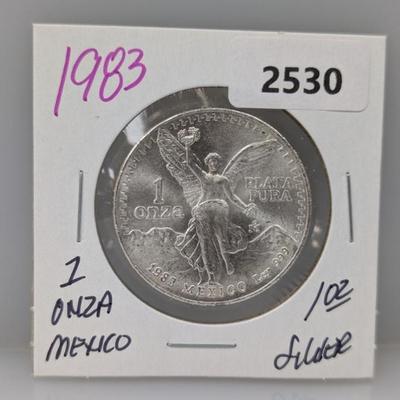 1983
2530
1 PLATA
ONZA PURA
1983 MEXICO LEY .999
1
ONZA
MEXICO
1oz
Silver